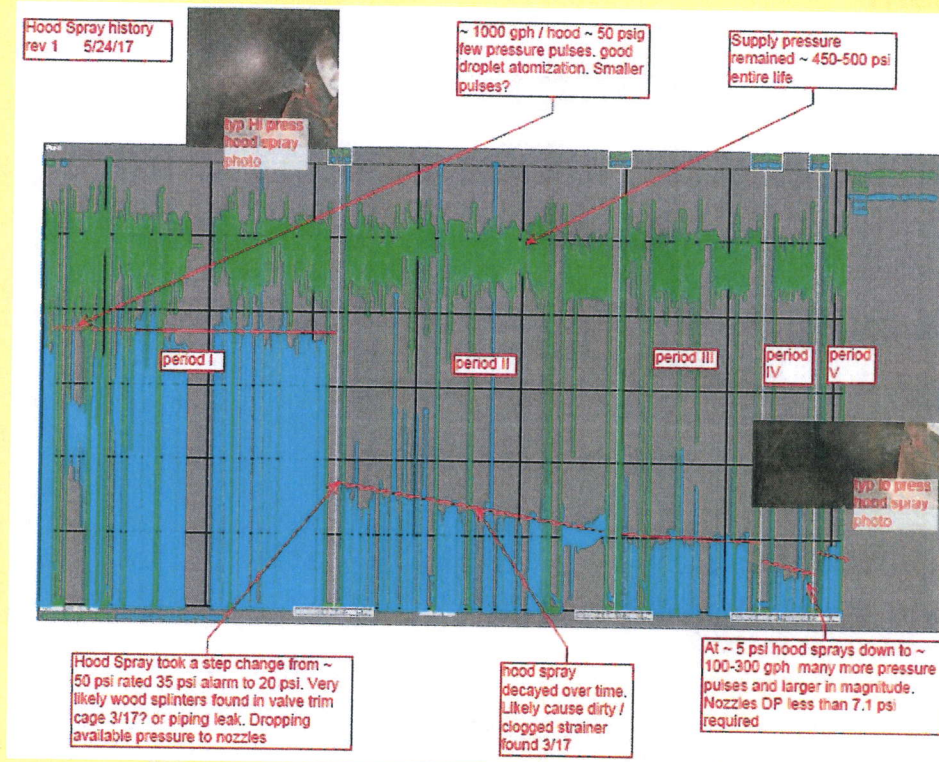 Hood Spray history
rev 1 5/24/17
~ 1000 gph / hood ~ 50 psig
few pressure pulses. good
droplet atomization. Smaller
pulses?
Supply pressure
remained ~ 450-500 psi
entire life
typ Hi press
hood spray
photo
period I
period II
period III
period
IV
period
V
typ lo press
hood spray
photo
Hood Spray took a step change from ~
50 psi rated 35 psi alarm to 20 psi. Very
likely wood splinters found in valve trim
cage 3/17? or piping leak. Dropping
available pressure to nozzles
hood spray
decayed over time.
Likely cause dirty /
clogged strainer
found 3/17
At ~ 5 psi hood sprays down to ~
100-300 gph many more pressure
pulses and larger in magnitude.
Nozzles DP less than 7.1 psi
required